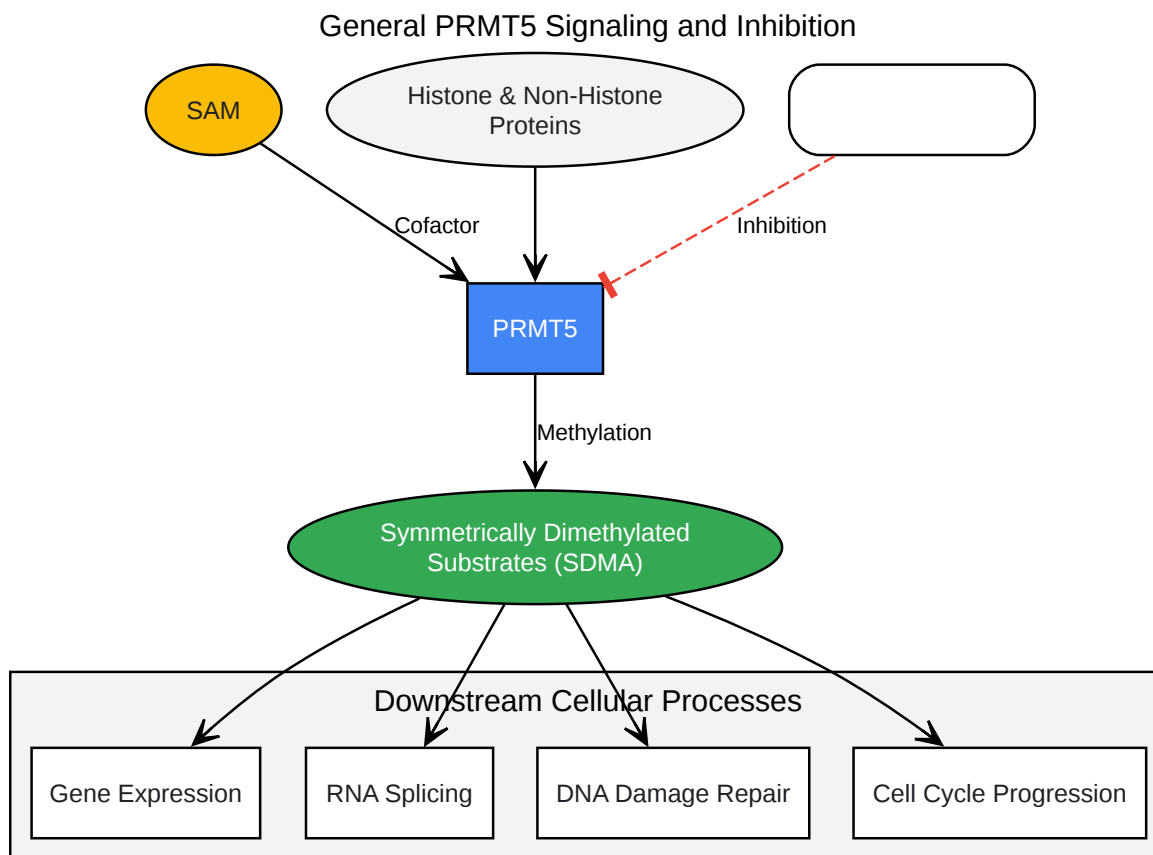 General PRMT5 Signaling and Inhibition
SAM
Histone & Non-Histone
Proteins
Cofactor
Inhibition
PRMT5
Methylation
Symmetrically Dimethylated
Substrates (SDMA)
Downstream Cellular Processes
Gene Expression
RNA Splicing
DNA Damage Repair
Cell Cycle Progression